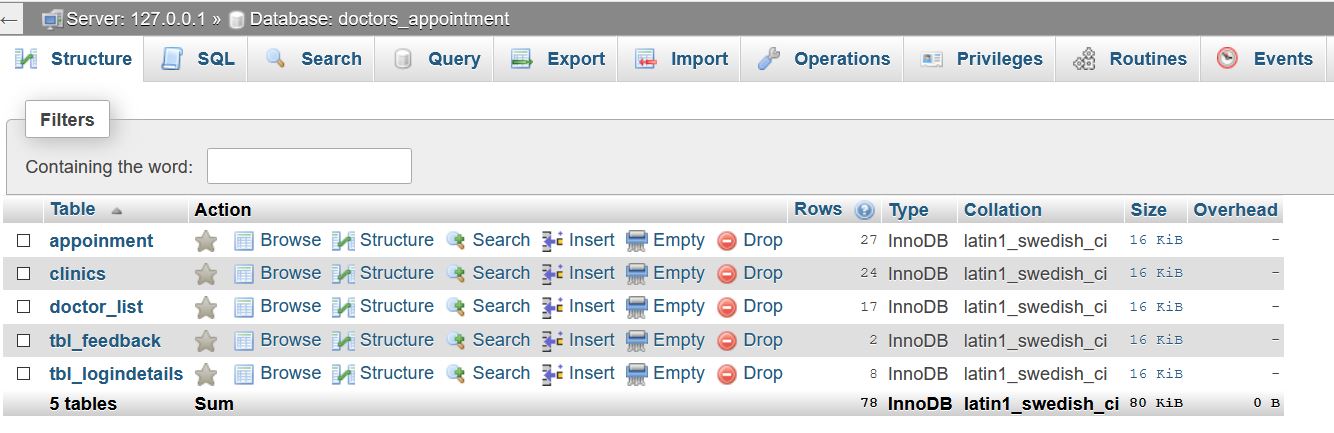 ← Server: 127.0.0.1 » Database: doctors_appointment
Structure SQL Search Query Export Import Operations Privileges Routines Events
Filters
Containing the word:
Table Action Rows ? Type Collation Size Overhead
appoinment Browse Structure Search Insert Empty Drop 27 InnoDB latin1_swedish_ci 16 KiB -
clinics Browse Structure Search Insert Empty Drop 24 InnoDB latin1_swedish_ci 16 KiB -
doctor_list Browse Structure Search Insert Empty Drop 17 InnoDB latin1_swedish_ci 16 KiB -
tbl_feedback Browse Structure Search Insert Empty Drop 2 InnoDB latin1_swedish_ci 16 KiB -
tbl_logindetails Browse Structure Search Insert Empty Drop 8 InnoDB latin1_swedish_ci 16 KiB -
5 tables Sum 78 InnoDB latin1_swedish_ci 80 KiB 0 B